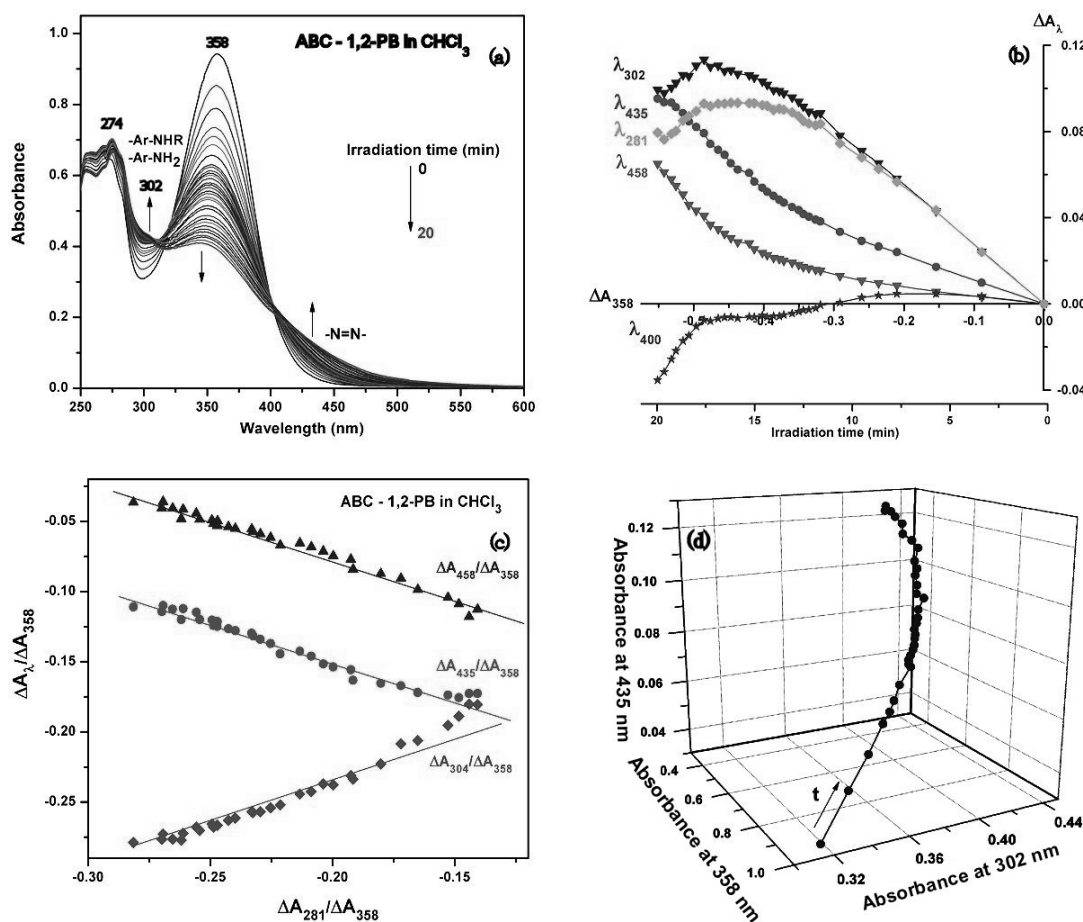 ABC - 1,2-PB in CHCl3
(a)
358
274
-Ar-NHR
-Ar-NH2
302
Irradiation time (min)
0
20
-N=N-
1.0
0.8
0.6
0.4
0.2
0.0
250 300 350 400 450 500 550 600
Absorbance
Wavelength (nm)
ΔAλ
(b)
0.12
0.08
0.04
0.00
-0.04
λ302
λ435
λ281
λ458
ΔA358
λ400
-0.5 -0.4 -0.3 -0.2 -0.1 0.0
20 15 10 5 0
Irradiation time (min)
ABC - 1,2-PB in CHCl3
(c)
-0.05
-0.10
-0.15
-0.20
-0.25
ΔA458/ΔA358
ΔA435/ΔA358
ΔA304/ΔA358
ΔAλ/ΔA358
-0.30 -0.25 -0.20 -0.15
ΔA281/ΔA358
(d)
0.12
0.10
0.08
0.06
0.04
Absorbance at 435 nm
0.4
0.6
0.8
1.0
Absorbance at 358 nm
0.32 0.36 0.40 0.44
Absorbance at 302 nm
t